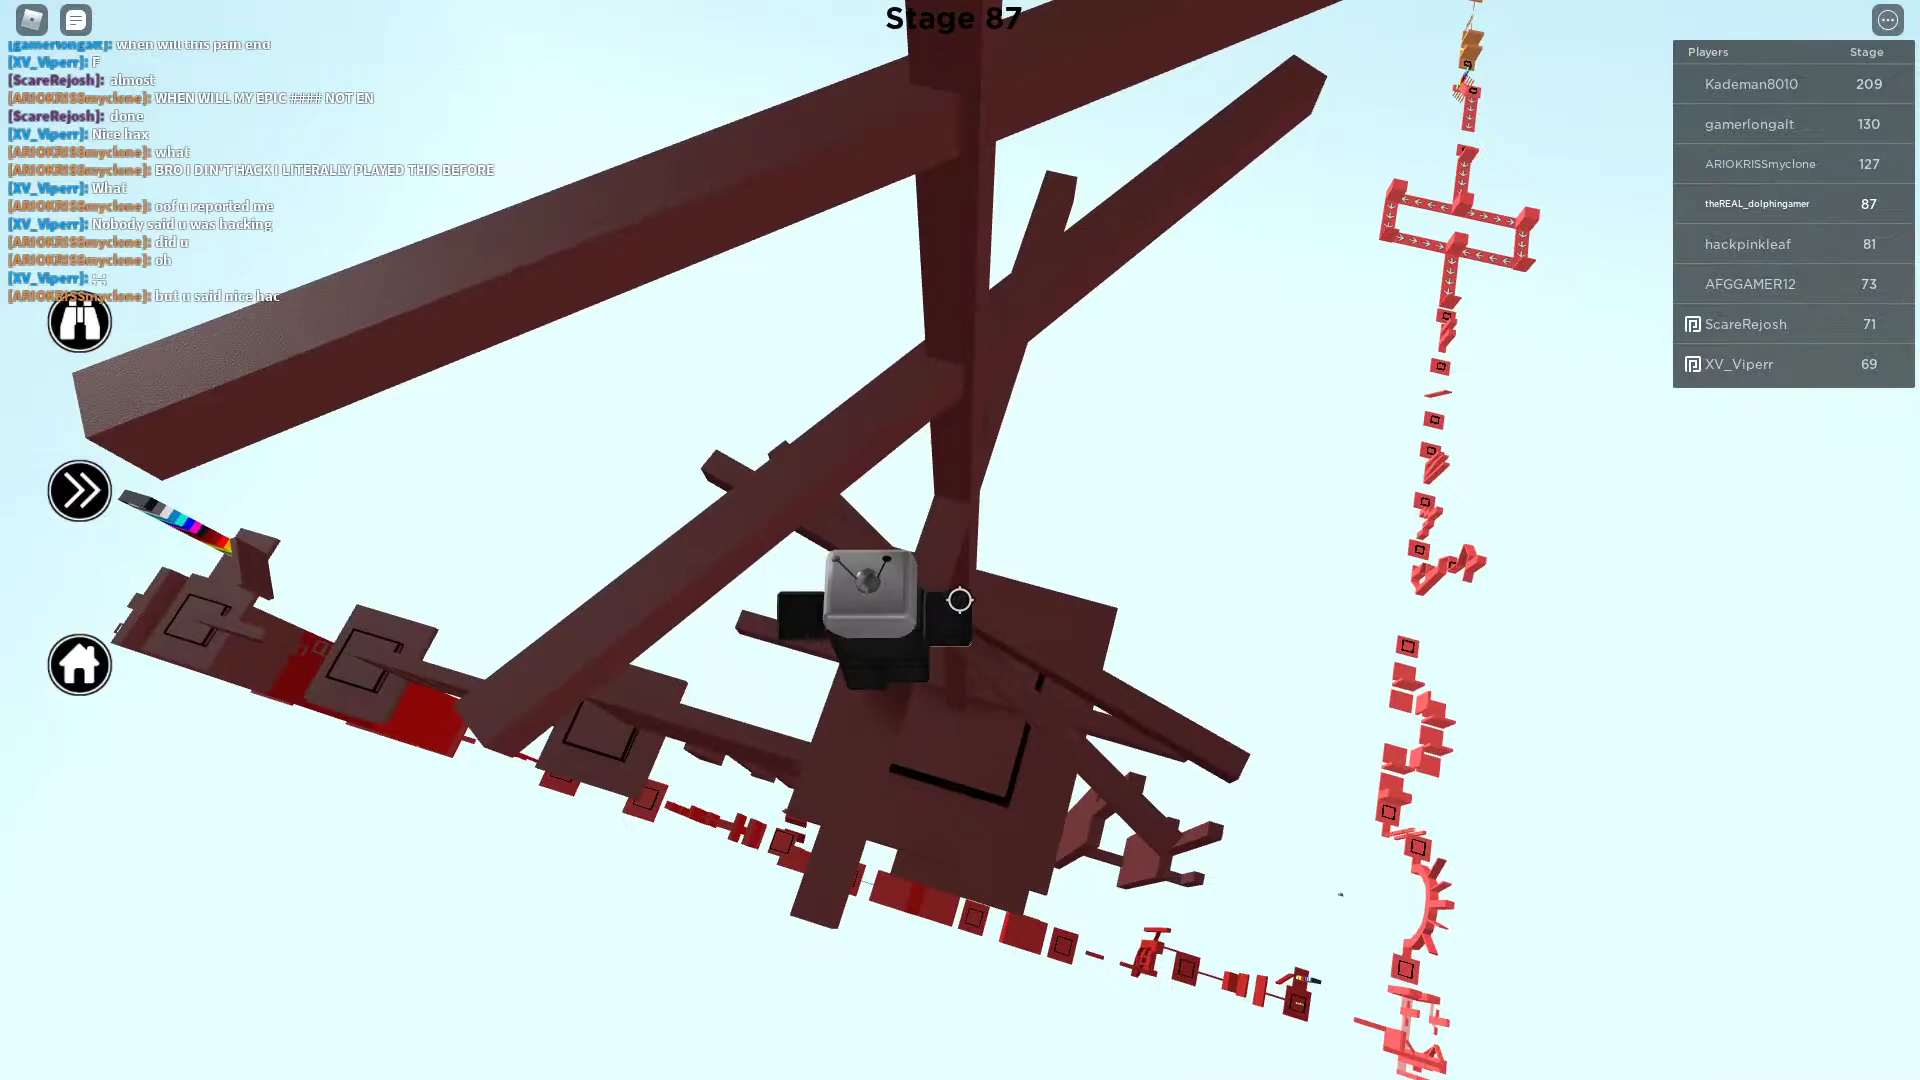 Stage 87
[gamerlongalt]: when will this pain end
[XV_Viperr]: F
[ScareRejosh]: almost
[ARIOKRISSmyclone]: WHEN WILL MY EPIC #### NOT EN
[ScareRejosh]: done
[XV_Viperr]: Nice hax
[ARIOKRISSmyclone]: what
[ARIOKRISSmyclone]: BRO I DIN'T HACK I LITERALLY PLAYED THIS BEFORE
[XV_Viperr]: What
[ARIOKRISSmyclone]: oof u reported me
[XV_Viperr]: Nobody said u was hacking
[ARIOKRISSmyclone]: did u
[ARIOKRISSmyclone]: oh
[XV_Viperr]: ;-;
[ARIOKRISSmyclone]: but u said nice hac
Players Stage
Kademan8010 209
gamerlongalt 130
ARIOKRISSmyclone 127
theREAL_dolphingamer 87
hackpinkleaf 81
AFGGAMER12 73
ScareRejosh 71
XV_Viperr 69